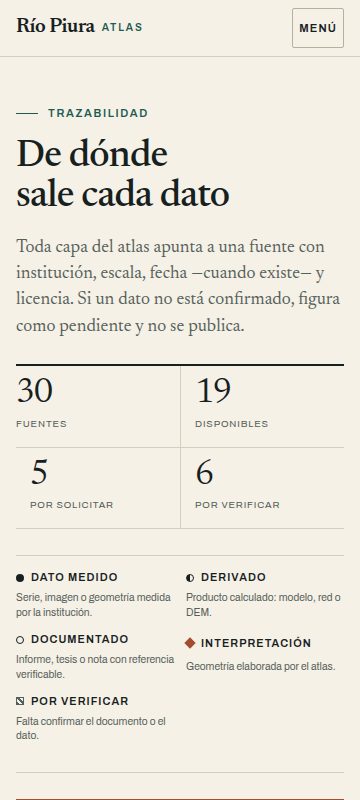 Río Piura ATLAS
MENÚ
TRAZABILIDAD
De dónde
sale cada dato
Toda capa del atlas apunta a una fuente con
institución, escala, fecha —cuando existe— y
licencia. Si un dato no está confirmado, figura
como pendiente y no se publica.
30
FUENTES
19
DISPONIBLES
5
POR SOLICITAR
6
POR VERIFICAR
DATO MEDIDO
Serie, imagen o geometría medida
por la institución.
DERIVADO
Producto calculado: modelo, red o
DEM.
DOCUMENTADO
Informe, tesis o nota con referencia
verificable.
INTERPRETACIÓN
Geometría elaborada por el atlas.
POR VERIFICAR
Falta confirmar el documento o el
dato.